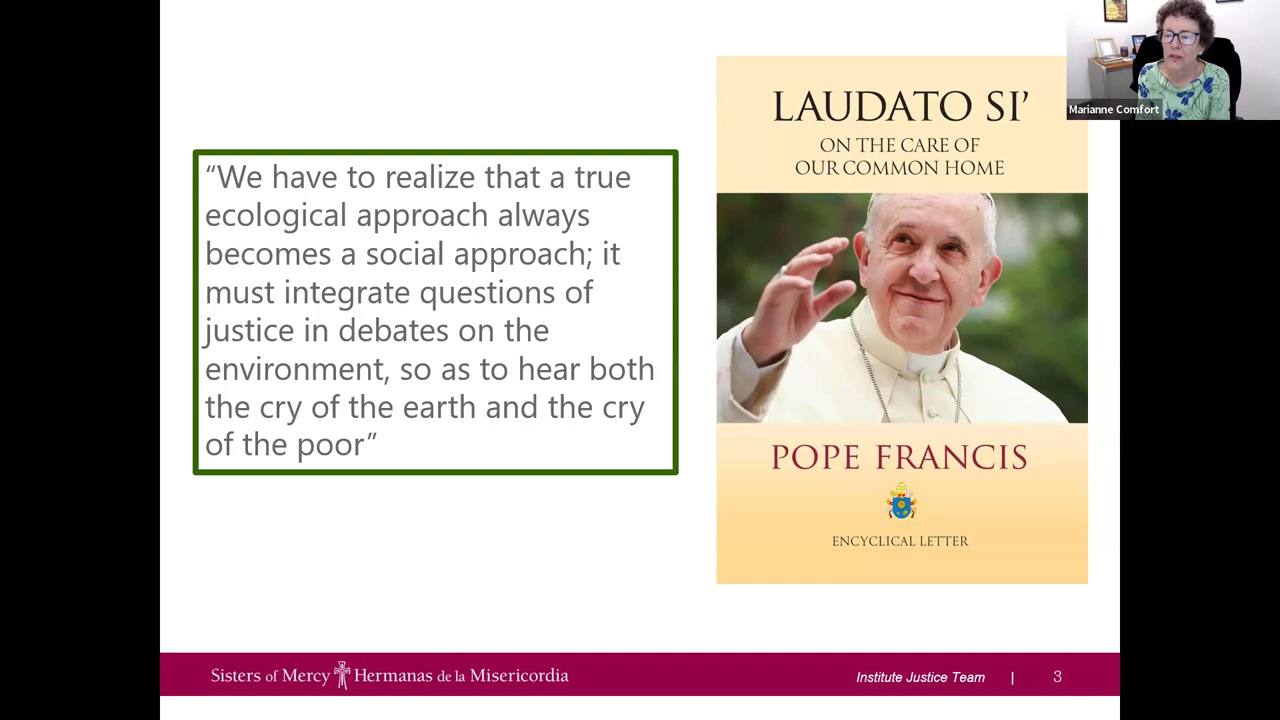 “We have to realize that a true
ecological approach always
becomes a social approach; it
must integrate questions of
justice in debates on the
environment, so as to hear both
the cry of the earth and the cry
of the poor”
LAUDATO SI’
ON THE CARE OF
OUR COMMON HOME
POPE FRANCIS
ENCYCLICAL LETTER
Marianne Comfort
Sisters of Mercy Hermanas de la Misericordia
Institute Justice Team | 3